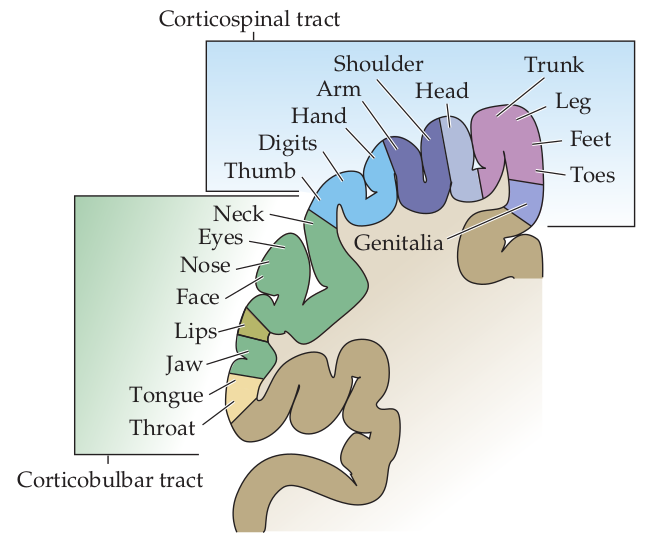 Corticospinal tract
Shoulder
Trunk
Arm
Head
Leg
Hand
Feet
Digits
Thumb
Toes
Neck
Eyes
Genitalia
Nose
Face
Lips
Jaw
Tongue
Throat
Corticobulbar tract